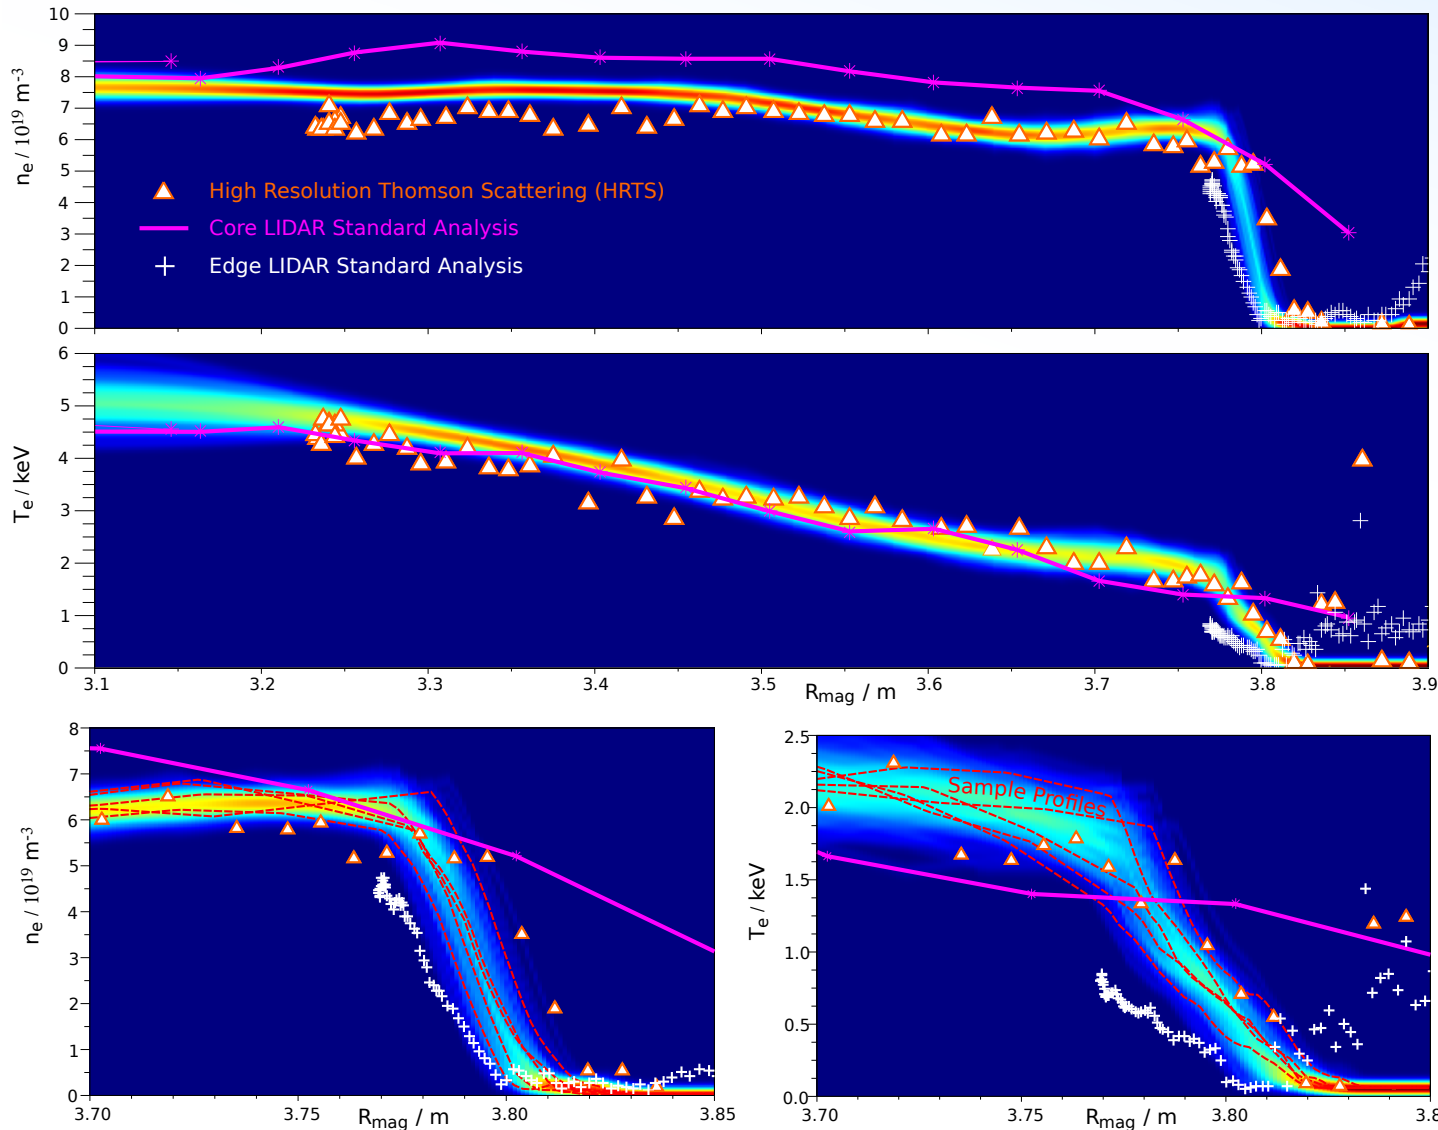 10
9
8
7
6
5
4
3
2
1
0
n_e / 10^19 m^-3
High Resolution Thomson Scattering (HRTS)
Core LIDAR Standard Analysis
Edge LIDAR Standard Analysis
6
5
4
3
2
1
0
T_e / keV
3.1 3.2 3.3 3.4 3.5 3.6 3.7 3.8 3.9
R_mag / m
8
7
6
5
4
3
2
1
0
n_e / 10^19 m^-3
3.70 3.75 3.80 3.85
R_mag / m
2.5
2.0
1.5
1.0
0.5
0.0
T_e / keV
Sample Profiles
3.70 3.75 3.80 3.8
R_mag / m